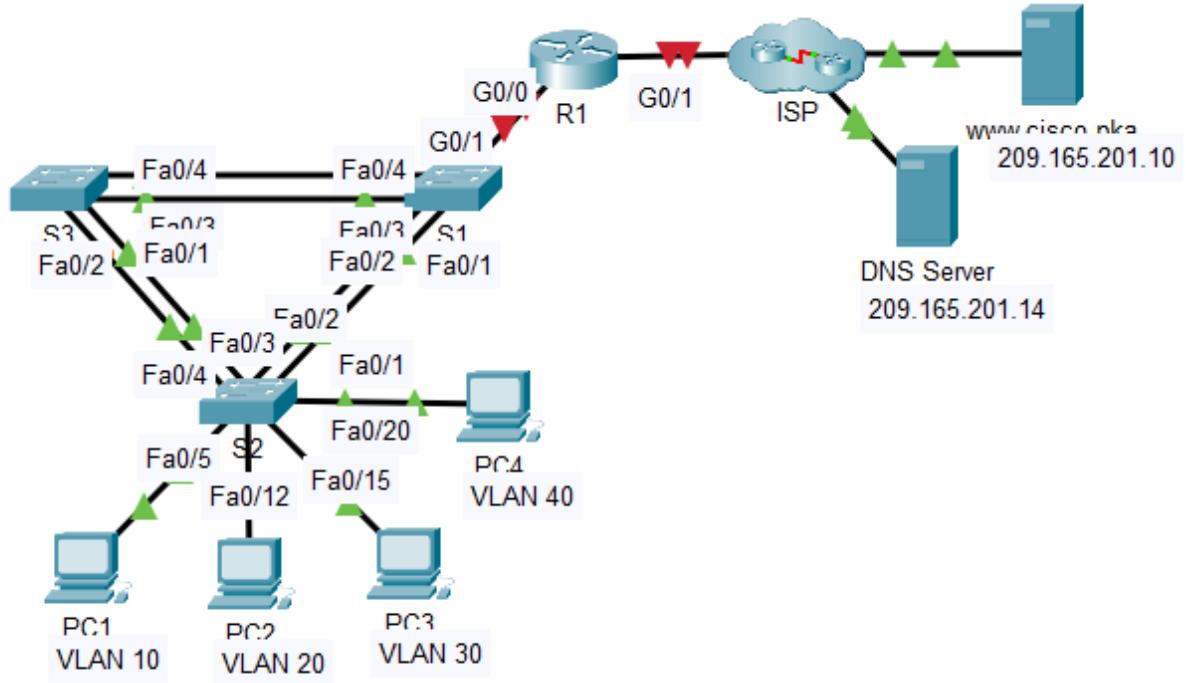 G0/0
R1
G0/1
ISP
www.cisco.pka
209.165.201.10
G0/1
Fa0/4
Fa0/4
S3
Fa0/3
Fa0/3
S1
Fa0/2
Fa0/1
Fa0/2
Fa0/1
DNS Server
209.165.201.14
Fa0/2
Fa0/3
Fa0/1
Fa0/4
Fa0/20
S2
PC4
VLAN 40
Fa0/5
Fa0/12
Fa0/15
PC1
VLAN 10
PC2
VLAN 20
PC3
VLAN 30